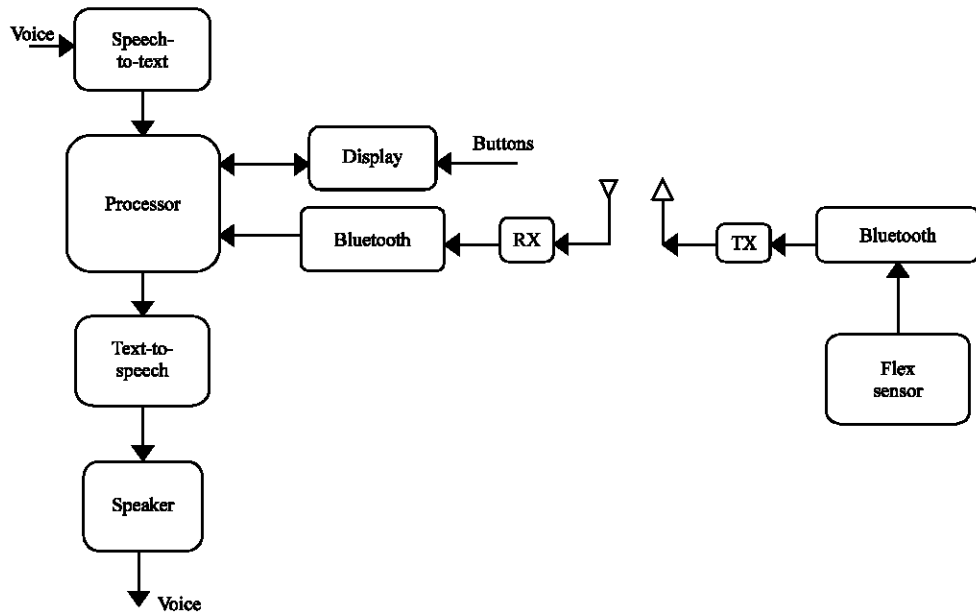 Voice
Speech-
to-text
Processor
Display
Buttons
Bluetooth
RX
TX
Bluetooth
Flex
sensor
Text-to-
speech
Speaker
Voice